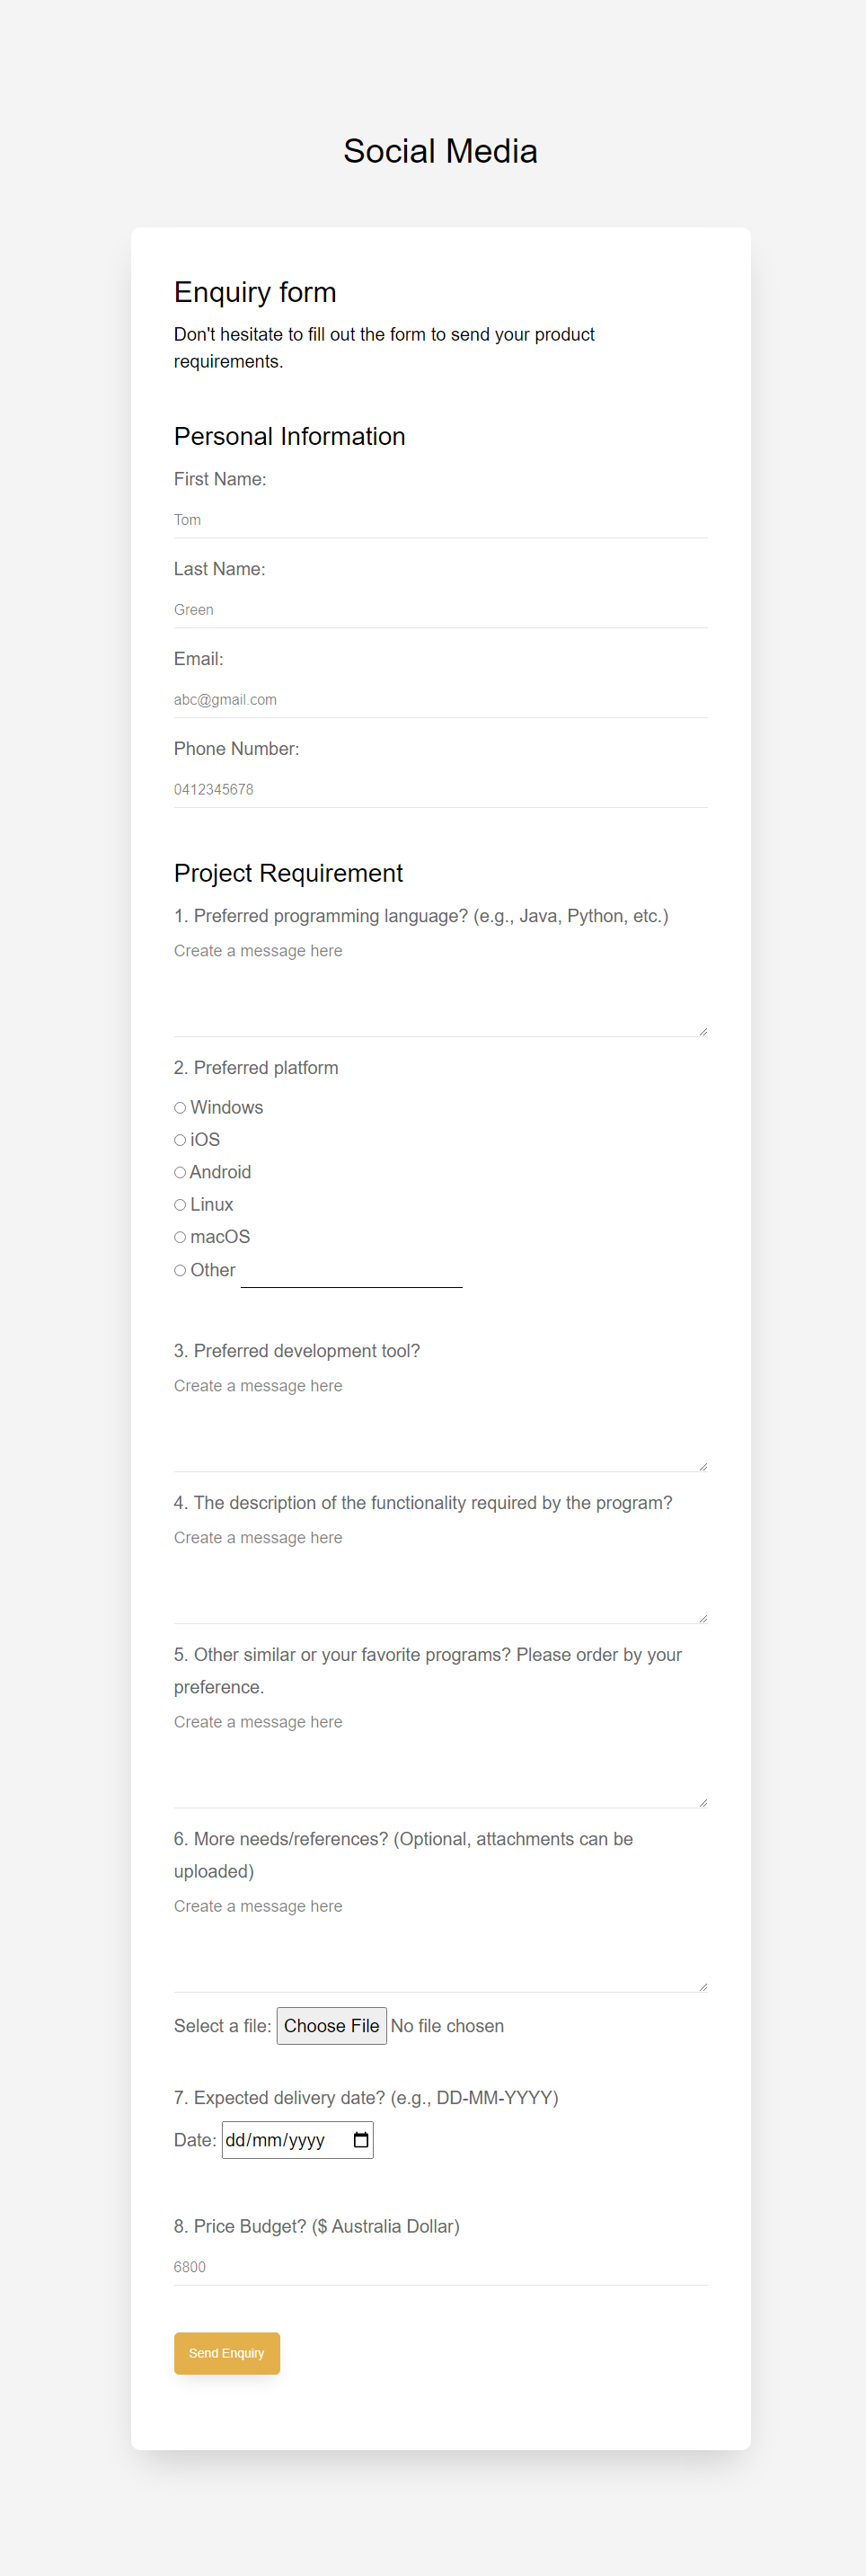 Social Media
Enquiry form
Don't hesitate to fill out the form to send your product
requirements.
Personal Information
First Name:
Tom
Last Name:
Green
Email:
abc@gmail.com
Phone Number:
0412345678
Project Requirement
1. Preferred programming language? (e.g., Java, Python, etc.)
Create a message here
2. Preferred platform
Windows
iOS
Android
Linux
macOS
Other
3. Preferred development tool?
Create a message here
4. The description of the functionality required by the program?
Create a message here
5. Other similar or your favorite programs? Please order by your
preference.
Create a message here
6. More needs/references? (Optional, attachments can be
uploaded)
Create a message here
Select a file: Choose File No file chosen
7. Expected delivery date? (e.g., DD-MM-YYYY)
Date: dd/mm/yyyy
8. Price Budget? ($ Australia Dollar)
6800
Send Enquiry